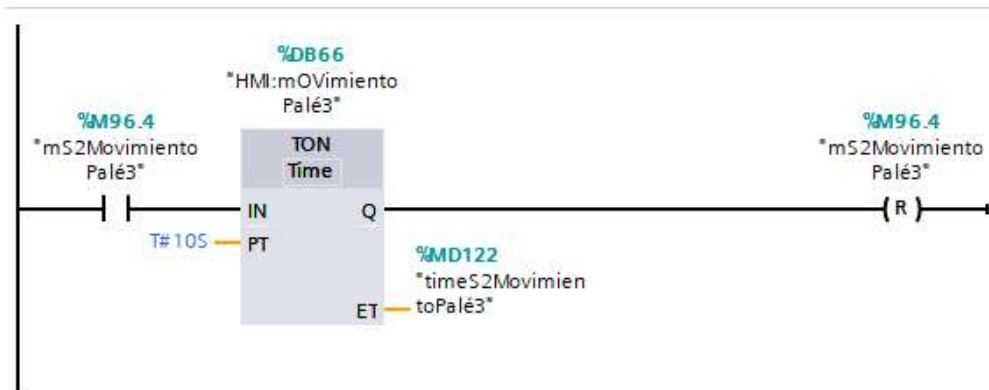 %DB66
"HMI:mOVimiento
Palé3"
%M96.4
"mS2Movimiento
Palé3"
TON
Time
%M96.4
"mS2Movimiento
Palé3"
R
IN
Q
T#10S
PT
%MD122
"timeS2Movimien
toPalé3"
ET